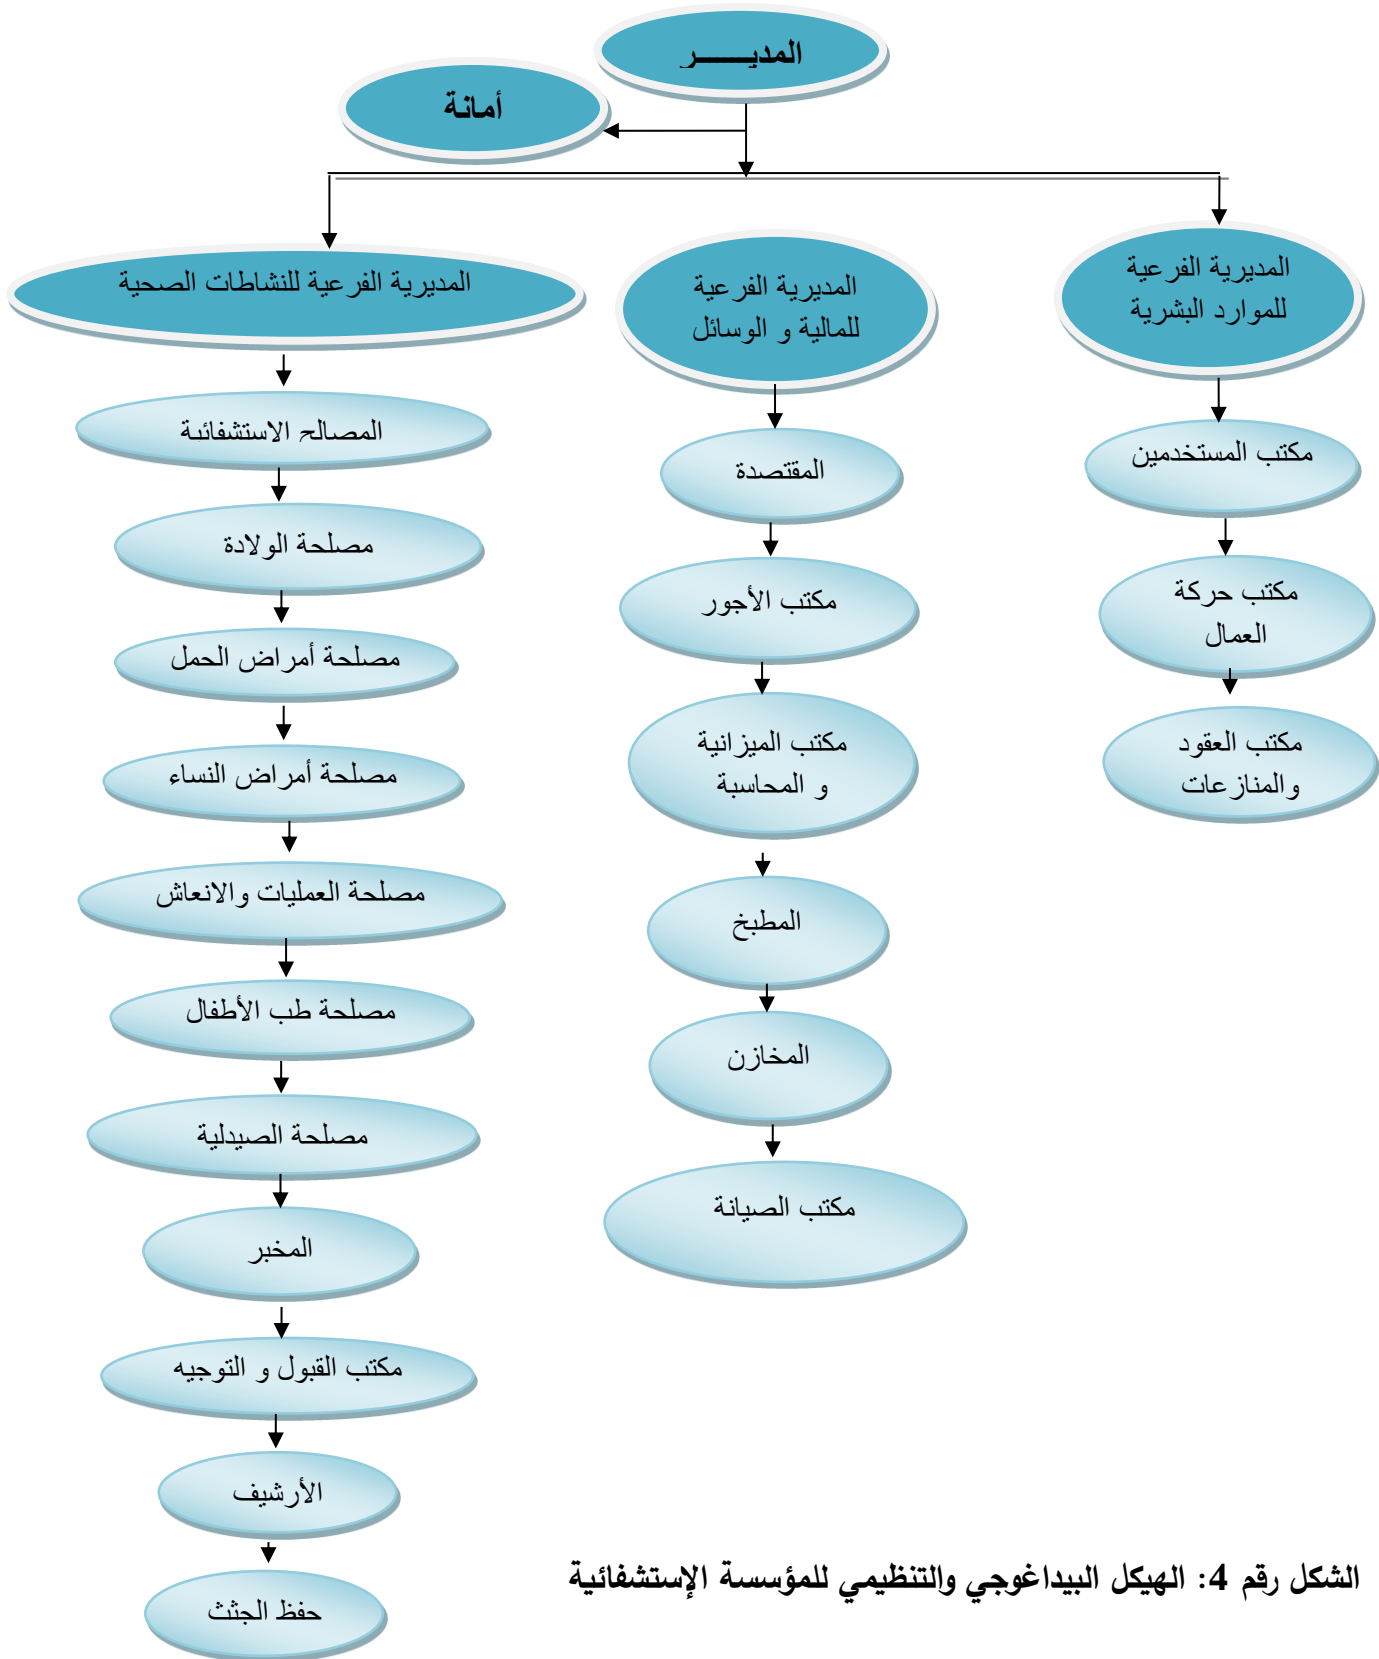 المديـــــــر
أمانة
المديرية الفرعية
للموارد البشرية
مكتب المستخدمين
مكتب حركة
العمال
مكتب العقود
والمنازعات
المديرية الفرعية
للمالية و الوسائل
المقتصدة
مكتب الأجور
مكتب الميزانية
و المحاسبة
المطبخ
المخازن
مكتب الصيانة
المديرية الفرعية للنشاطات الصحية
المصالح الاستشفائية
مصلحة الولادة
مصلحة أمراض الحمل
مصلحة أمراض النساء
مصلحة العمليات والانعاش
مصلحة طب الأطفال
مصلحة الصيدلية
المخبر
مكتب القبول و التوجيه
الأرشيف
حفظ الجثث
الشكل رقم 4: الهيكل البيداغوجي والتنظيمي للمؤسسة الإستشفائية